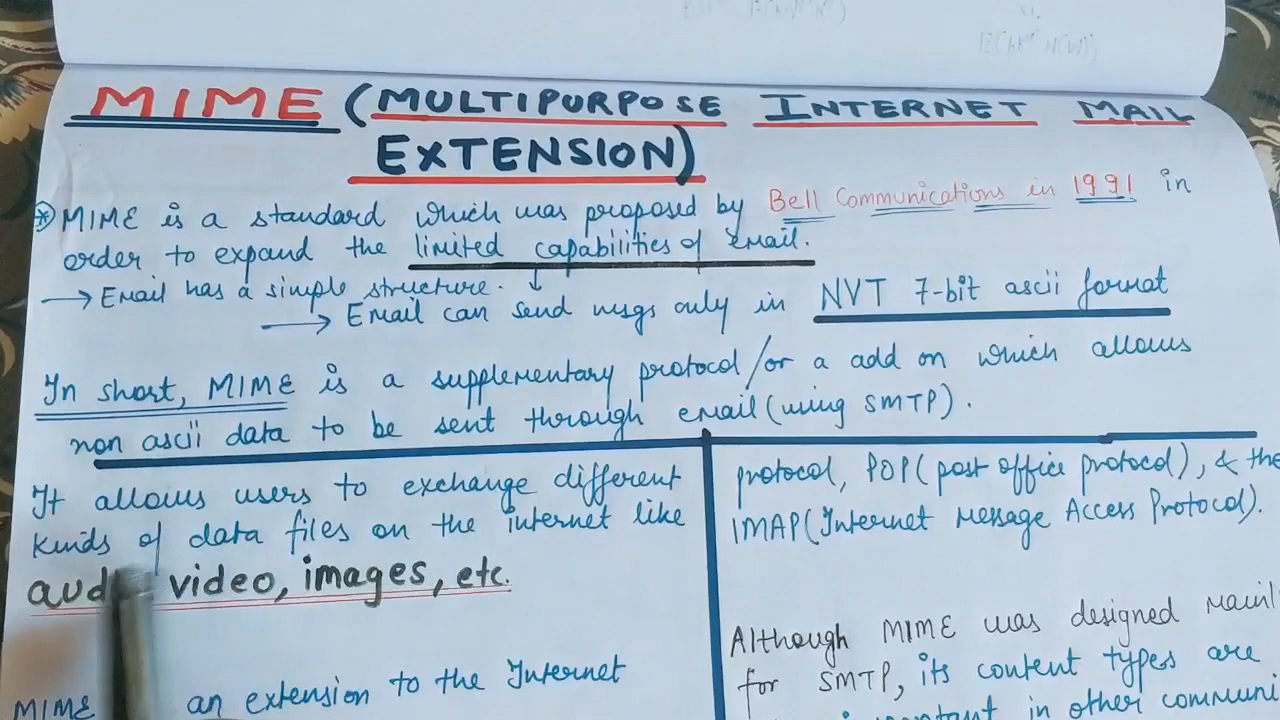 MIME (MULTIPURPOSE INTERNET MAIL
EXTENSION)
MIME is a standard which was proposed by Bell Communications in 1991 in
order to expand the limited capabilities of email.
→ Email has a simple structure. ↓
→ Email can send msgs only in NVT 7-bit ascii format
In short, MIME is a supplementary protocol/or a add on which allows
non ascii data to be sent through email (using SMTP).
It allows users to exchange different
kinds of data files on the internet like
video, images, etc.
MIME an extension to the Internet
protocol, POP (post office protocol), & the
IMAP (Internet Message Access Protocol).
Although MIME was designed mainl
for SMTP, its content types are
important in other communi